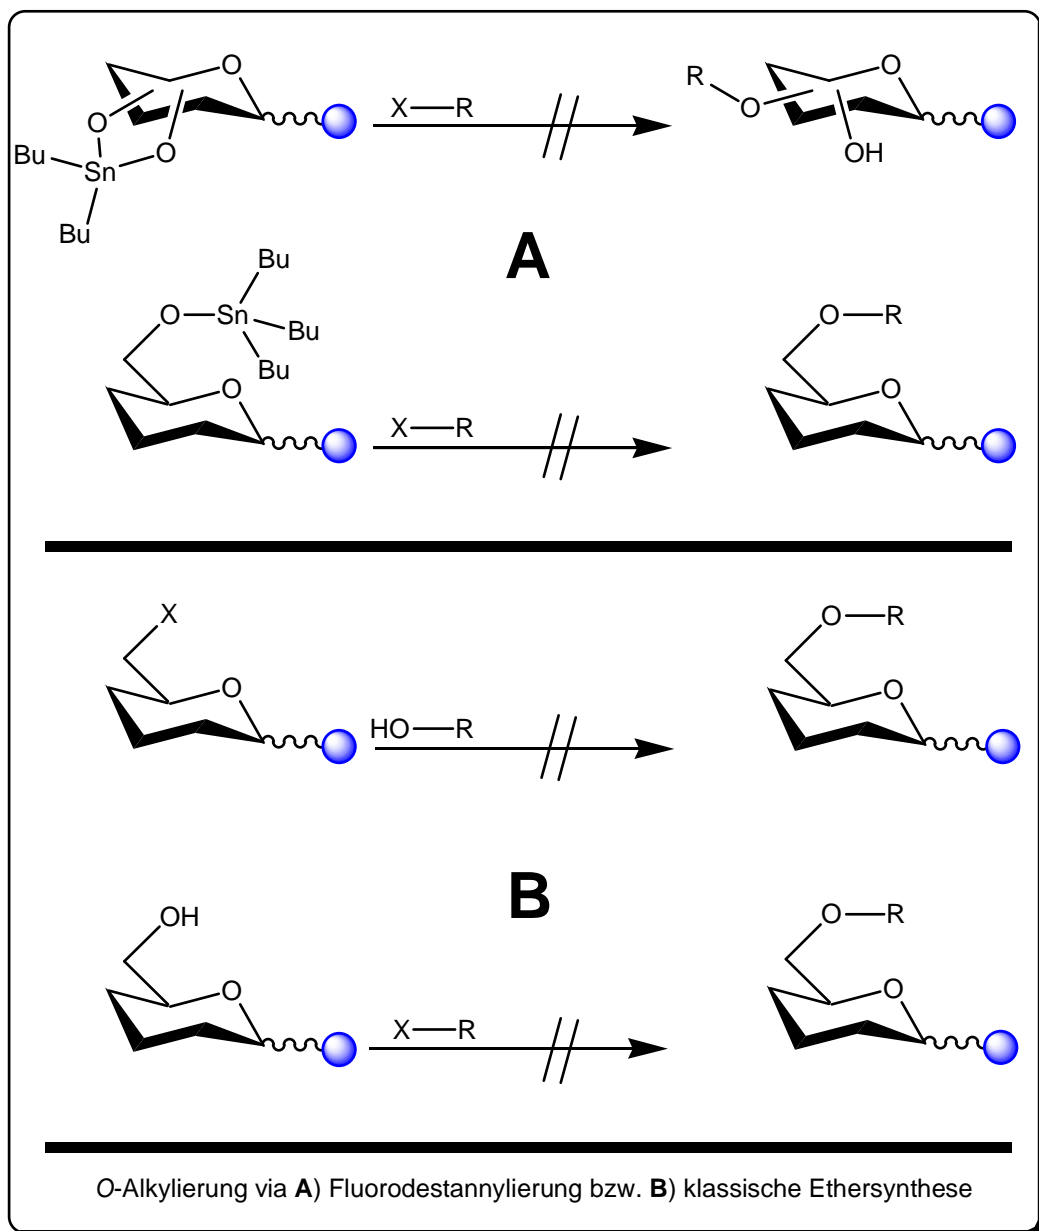 O
O
X R
R
O
O
Bu
Sn
OH
Bu
A
Bu
O Sn
Bu
Bu
O
O R
O
X R
X
O
HO R
O R
O
B
OH
O
X R
O R
O
O-Alkylierung via A) Fluorodestannylierung bzw. B) klassische Ethersynthese